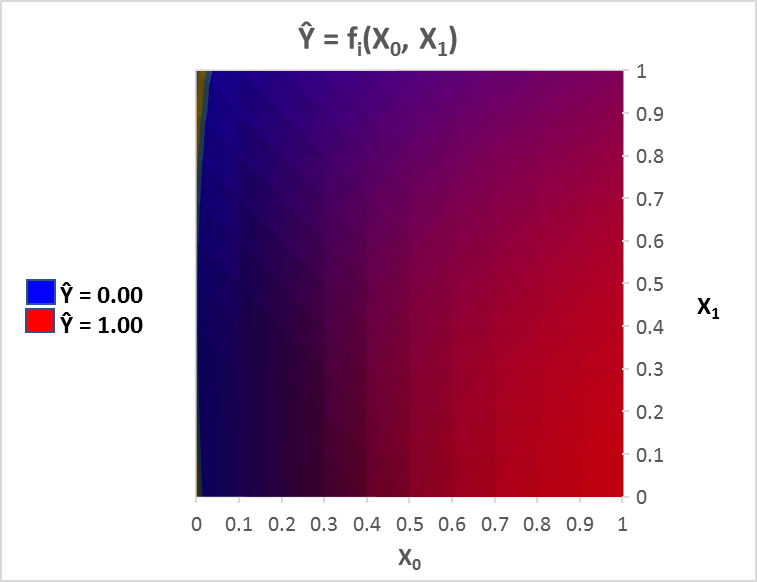 Ŷ = fᵢ(X₀, X₁)
1
0.9
0.8
0.7
0.6
0.5
0.4
0.3
0.2
0.1
0
Ŷ = 0.00
Ŷ = 1.00
X₁
0 0.1 0.2 0.3 0.4 0.5 0.6 0.7 0.8 0.9 1
X₀